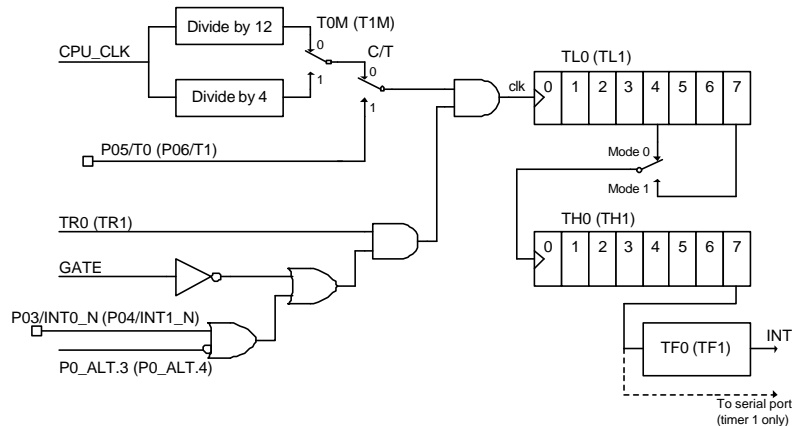 Divide by 12
T0M (T1M)
CPU_CLK
0
1
C/T
0
1
Divide by 4
P05/T0 (P06/T1)
clk
TL0 (TL1)
0 1 2 3 4 5 6 7
Mode 0
Mode 1
TR0 (TR1)
GATE
TH0 (TH1)
0 1 2 3 4 5 6 7
P03/INT0_N (P04/INT1_N)
P0_ALT.3 (P0_ALT.4)
TF0 (TF1)
INT
To serial port
(timer 1 only)